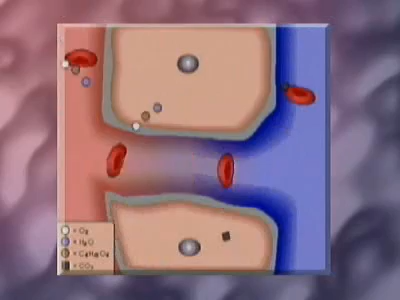 = O₂
= H₂O
= C₆H₁₂O₆
= CO₂